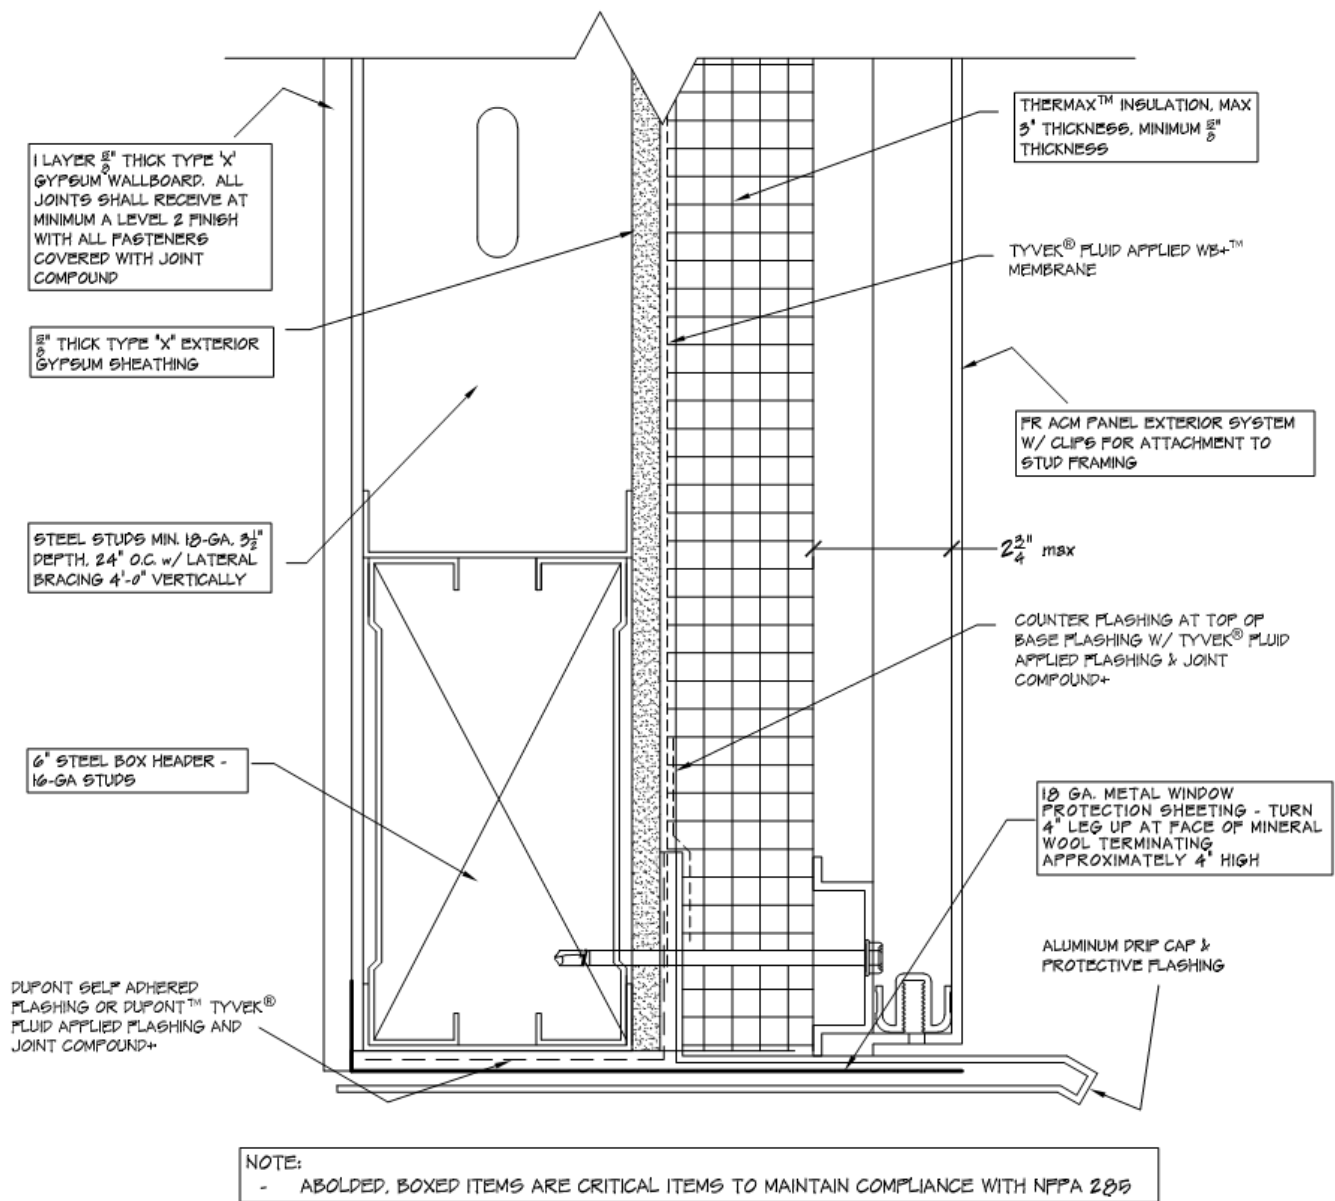 1 LAYER 5/8" THICK TYPE 'X'
GYPSUM WALLBOARD. ALL
JOINTS SHALL RECEIVE AT
MINIMUM A LEVEL 2 FINISH
WITH ALL FASTENERS
COVERED WITH JOINT
COMPOUND
5/8" THICK TYPE "X" EXTERIOR
GYPSUM SHEATHING
STEEL STUDS MIN. 18-GA, 3 1/2"
DEPTH, 24" O.C. w/ LATERAL
BRACING 4'-0" VERTICALLY
6" STEEL BOX HEADER -
16-GA STUDS
DUPONT SELF ADHERED
FLASHING OR DUPONT™ TYVEK®
FLUID APPLIED FLASHING AND
JOINT COMPOUND+
THERMAX™ INSULATION, MAX
3" THICKNESS, MINIMUM 5/8"
THICKNESS
TYVEK® FLUID APPLIED WB+™
MEMBRANE
FR ACM PANEL EXTERIOR SYSTEM
W/ CLIPS FOR ATTACHMENT TO
STUD FRAMING
2 3/4" max
COUNTER FLASHING AT TOP OF
BASE FLASHING W/ TYVEK® FLUID
APPLIED FLASHING & JOINT
COMPOUND+
18 GA. METAL WINDOW
PROTECTION SHEETING - TURN
4" LEG UP AT FACE OF MINERAL
WOOL TERMINATING
APPROXIMATELY 4" HIGH
ALUMINUM DRIP CAP &
PROTECTIVE FLASHING
NOTE:
- ABOLDED, BOXED ITEMS ARE CRITICAL ITEMS TO MAINTAIN COMPLIANCE WITH NFPA 285